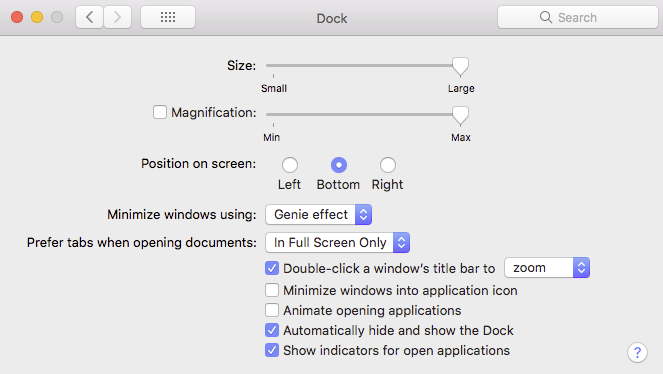 Dock
Search
Size:
Small Large
Magnification:
Min Max
Position on screen:
Left Bottom Right
Minimize windows using: Genie effect
Prefer tabs when opening documents: In Full Screen Only
Double-click a window's title bar to zoom
Minimize windows into application icon
Animate opening applications
Automatically hide and show the Dock
Show indicators for open applications
?